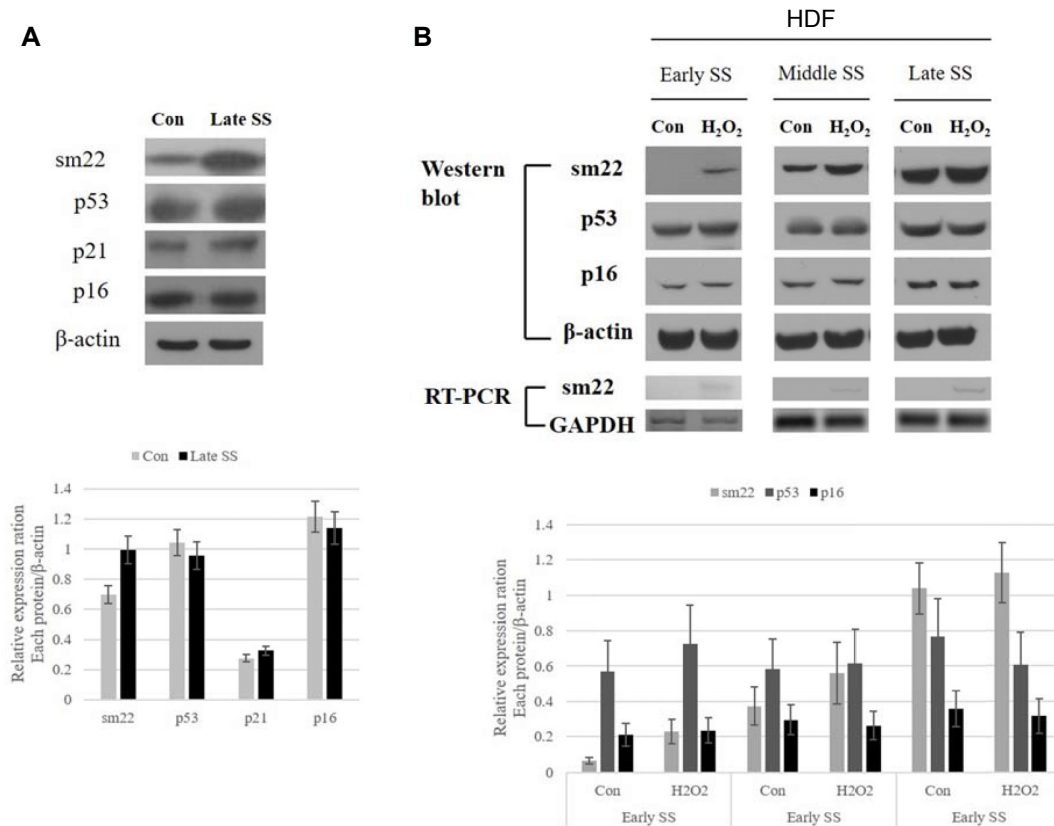 A
Con Late SS
sm22
p53
p21
p16
β-actin
Con Late SS
Relative expression ration
Each protein/β-actin
1.4
1.2
1
0.8
0.6
0.4
0.2
0
sm22 p53 p21 p16
B
HDF
Early SS Middle SS Late SS
Con H₂O₂ Con H₂O₂ Con H₂O₂
Western
blot
sm22
p53
p16
β-actin
RT-PCR
sm22
GAPDH
sm22 p53 p16
Relative expression ration
Each protein/β-actin
1.4
1.2
1
0.8
0.6
0.4
0.2
0
Con H2O2 Con H2O2 Con H2O2
Early SS Early SS Early SS